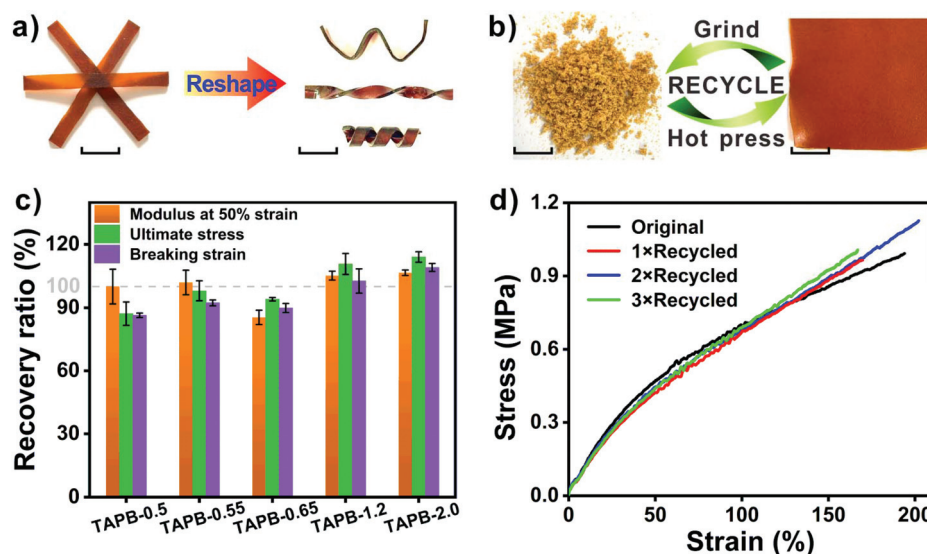 a)
Reshape
b)
Grind
RECYCLE
Hot press
c)
Recovery ratio (%)
120
100
90
60
30
0
Modulus at 50% strain
Ultimate stress
Breaking strain
TAPB-0.5
TAPB-0.55
TAPB-0.65
TAPB-1.2
TAPB-2.0
d)
Stress (MPa)
1.2
0.9
0.6
0.3
0.0
Original
1×Recycled
2×Recycled
3×Recycled
0
50
100
150
200
Strain (%)